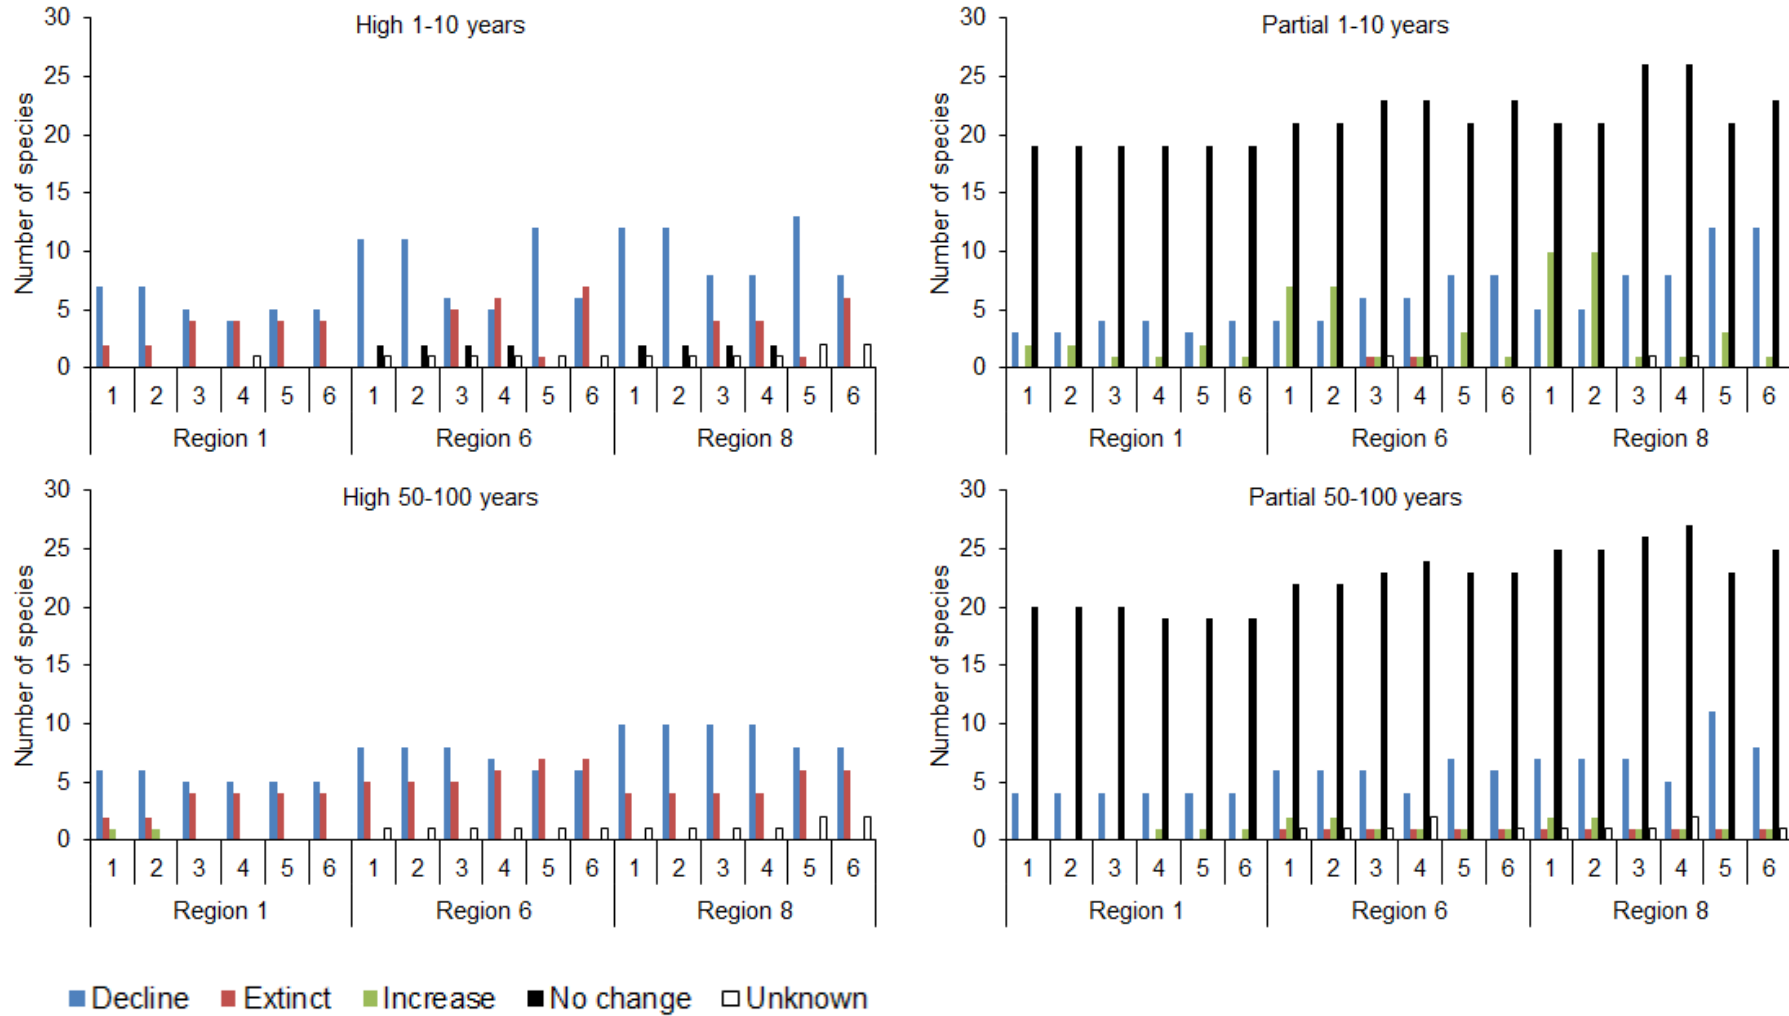 High 1-10 years
Number of species
30
25
20
15
10
5
0
1 2 3 4 5 6 1 2 3 4 5 6 1 2 3 4 5 6
Region 1 Region 6 Region 8
Partial 1-10 years
Number of species
30
25
20
15
10
5
0
1 2 3 4 5 6 1 2 3 4 5 6 1 2 3 4 5 6
Region 1 Region 6 Region 8
High 50-100 years
Number of species
30
25
20
15
10
5
0
1 2 3 4 5 6 1 2 3 4 5 6 1 2 3 4 5 6
Region 1 Region 6 Region 8
Partial 50-100 years
Number of species
30
25
20
15
10
5
0
1 2 3 4 5 6 1 2 3 4 5 6 1 2 3 4 5 6
Region 1 Region 6 Region 8
Decline Extinct Increase No change Unknown